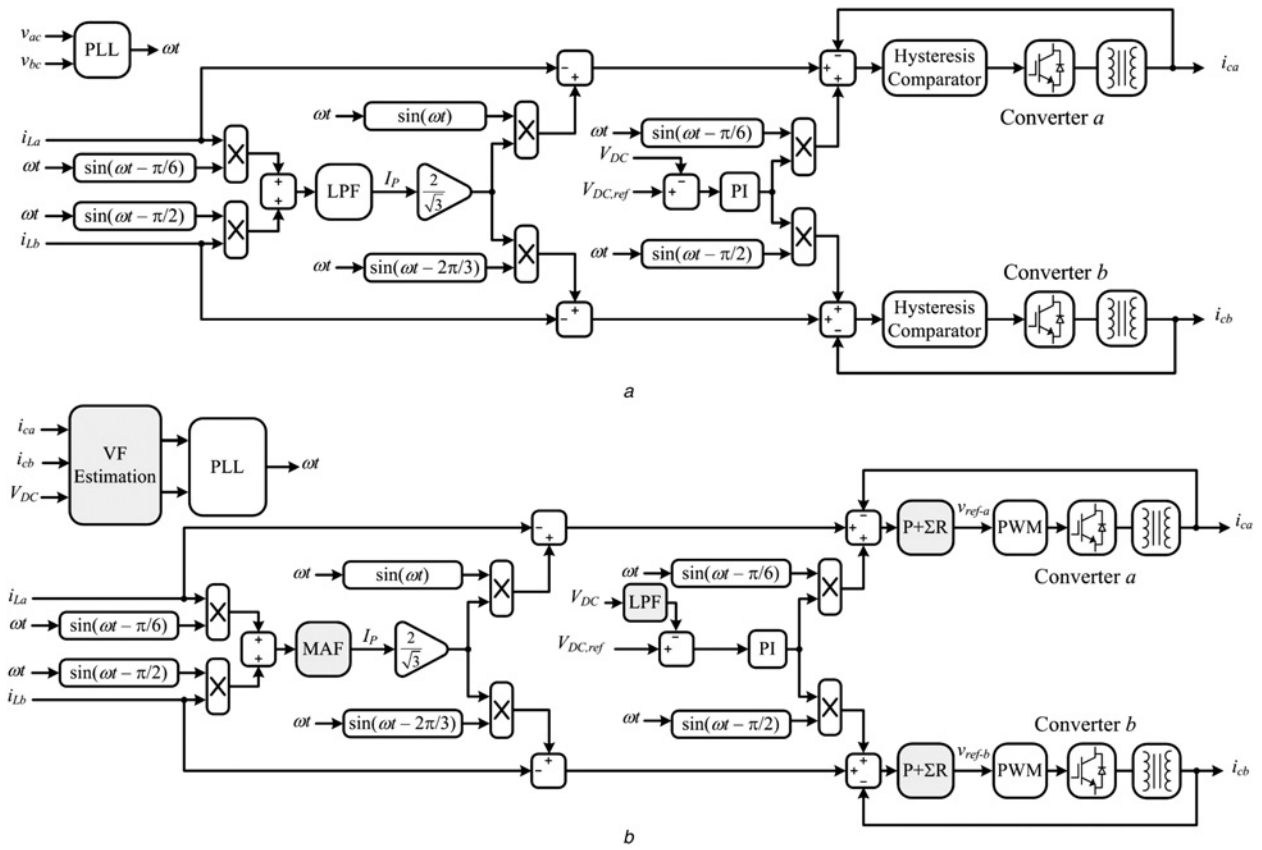 v_ac
v_bc
PLL
ωt
i_La
ωt
sin(ωt − π/6)
ωt
sin(ωt − π/2)
i_Lb
×
×
+
+
LPF
I_P
2
√3
ωt
sin(ωt)
×
ωt
sin(ωt − 2π/3)
×
−
+
+
−
ωt
sin(ωt − π/6)
V_DC
V_DC,ref
−
+
PI
×
×
ωt
sin(ωt − π/2)
−
+
+
+
+
−
Hysteresis
Comparator
Converter a
i_ca
Converter b
Hysteresis
Comparator
i_cb
a
i_ca
i_cb
V_DC
VF
Estimation
PLL
ωt
i_La
ωt
sin(ωt − π/6)
ωt
sin(ωt − π/2)
i_Lb
×
×
+
+
MAF
I_P
2
√3
ωt
sin(ωt)
×
ωt
sin(ωt − 2π/3)
×
−
+
+
−
ωt
sin(ωt − π/6)
V_DC
LPF
V_DC,ref
−
+
PI
×
×
ωt
sin(ωt − π/2)
−
+
+
+
+
−
P+ΣR
v_ref-a
PWM
Converter a
i_ca
Converter b
P+ΣR
v_ref-b
PWM
i_cb
b